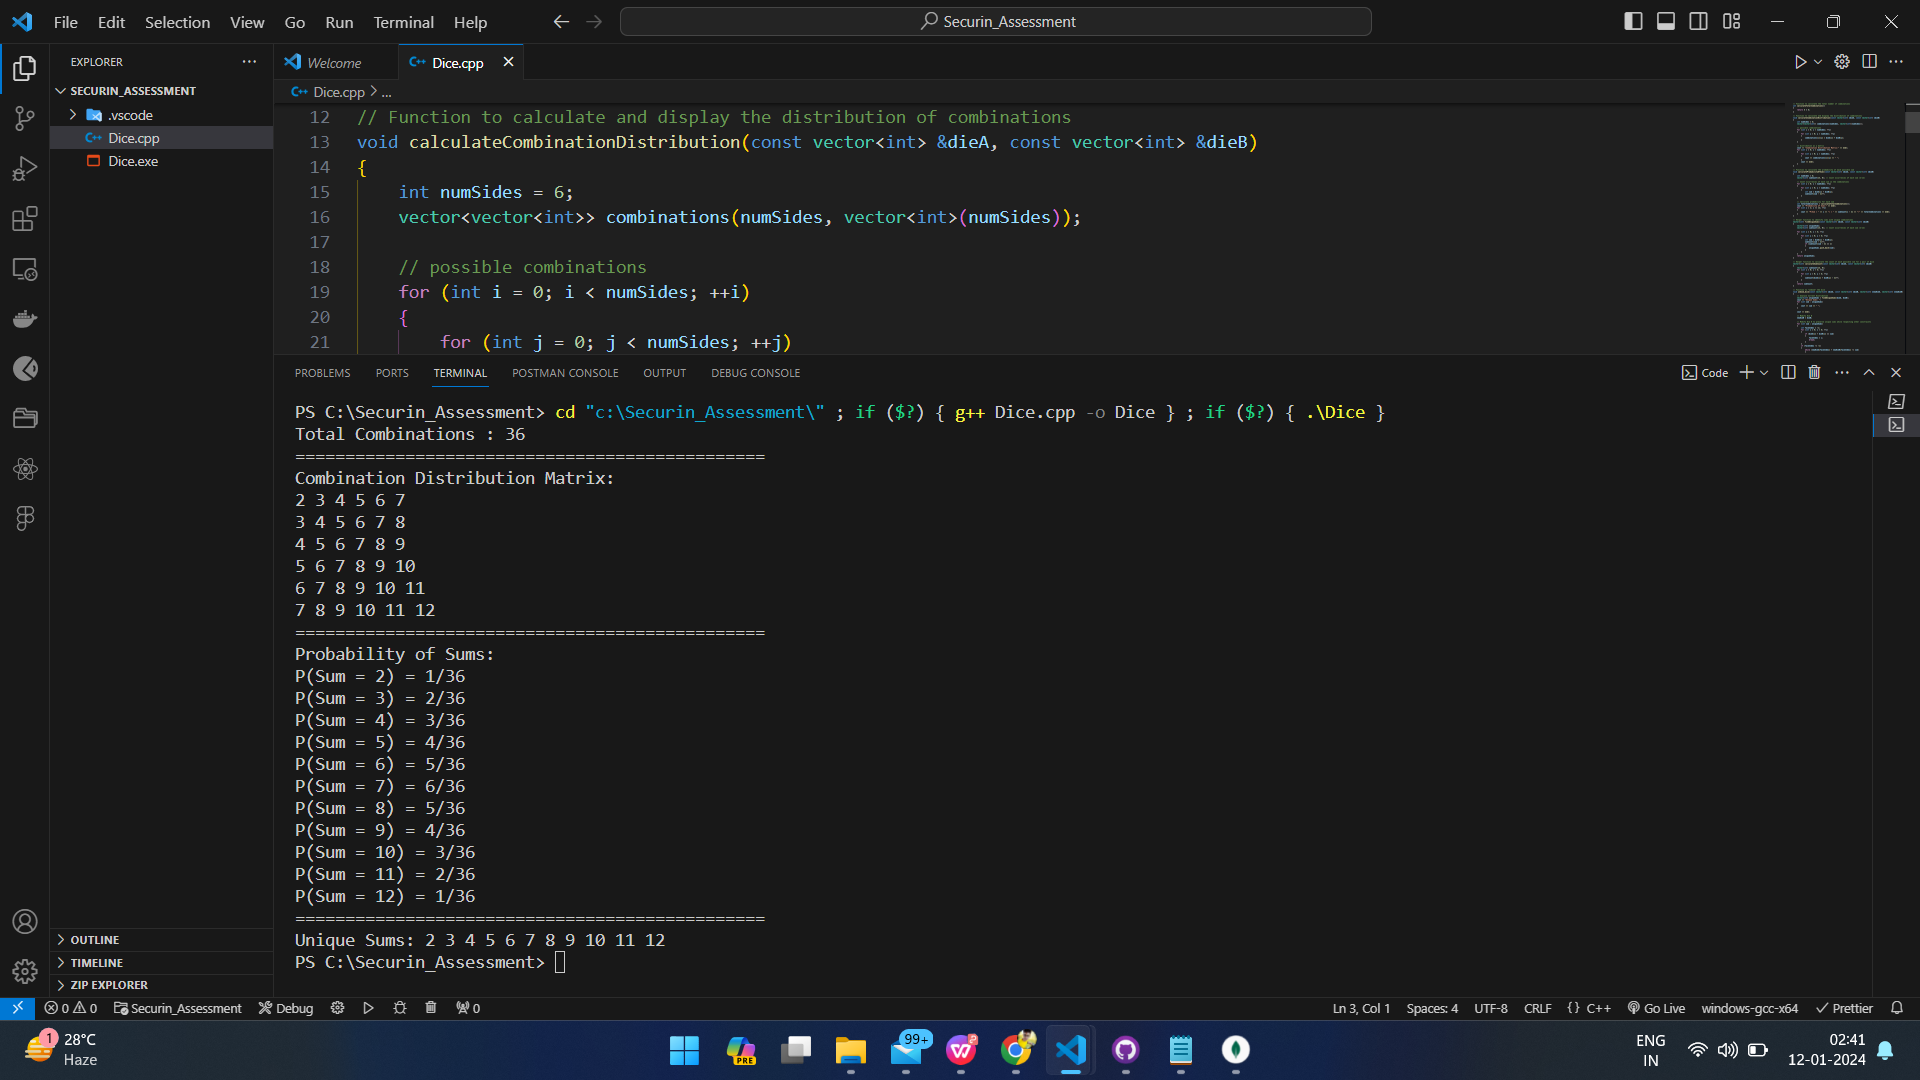 File Edit Selection View Go Run Terminal Help
Securin_Assessment
EXPLORER
SECURIN_ASSESSMENT
.vscode
Dice.cpp
Dice.exe
OUTLINE
TIMELINE
ZIP EXPLORER
Welcome
Dice.cpp
Dice.cpp > ...
12 // Function to calculate and display the distribution of combinations
13 void calculateCombinationDistribution(const vector<int> &dieA, const vector<int> &dieB)
14 {
15 int numSides = 6;
16 vector<vector<int>> combinations(numSides, vector<int>(numSides));
17
18 // possible combinations
19 for (int i = 0; i < numSides; ++i)
20 {
21 for (int j = 0; j < numSides; ++j)
PROBLEMS PORTS TERMINAL POSTMAN CONSOLE OUTPUT DEBUG CONSOLE
Code
PS C:\Securin_Assessment> cd "c:\Securin_Assessment\" ; if ($?) { g++ Dice.cpp -o Dice } ; if ($?) { .\Dice }
Total Combinations : 36
===============================================
Combination Distribution Matrix:
2 3 4 5 6 7
3 4 5 6 7 8
4 5 6 7 8 9
5 6 7 8 9 10
6 7 8 9 10 11
7 8 9 10 11 12
===============================================
Probability of Sums:
P(Sum = 2) = 1/36
P(Sum = 3) = 2/36
P(Sum = 4) = 3/36
P(Sum = 5) = 4/36
P(Sum = 6) = 5/36
P(Sum = 7) = 6/36
P(Sum = 8) = 5/36
P(Sum = 9) = 4/36
P(Sum = 10) = 3/36
P(Sum = 11) = 2/36
P(Sum = 12) = 1/36
===============================================
Unique Sums: 2 3 4 5 6 7 8 9 10 11 12
PS C:\Securin_Assessment>
0 0 Securin_Assessment Debug 0
Ln 3, Col 1 Spaces: 4 UTF-8 CRLF {} C++ Go Live windows-gcc-x64 Prettier
1
28°C
Haze
PRE
99+
ENG
IN
02:41
12-01-2024